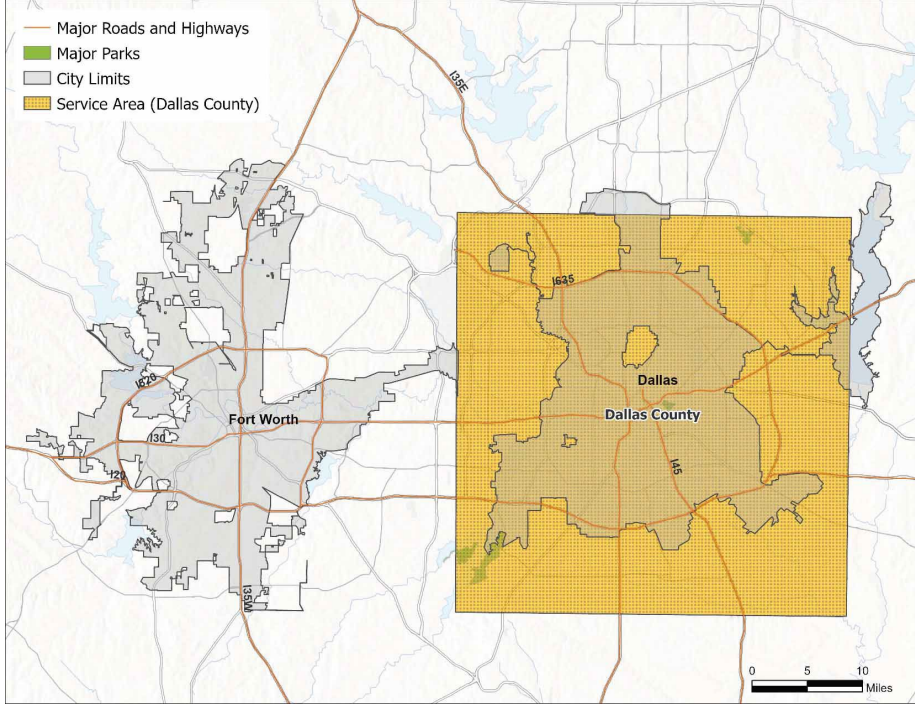 Major Roads and Highways
Major Parks
City Limits
Service Area (Dallas County)
I35E
I635
I820
Dallas
Dallas County
Fort Worth
I30
I20
I45
I35W
0 5 10
Miles